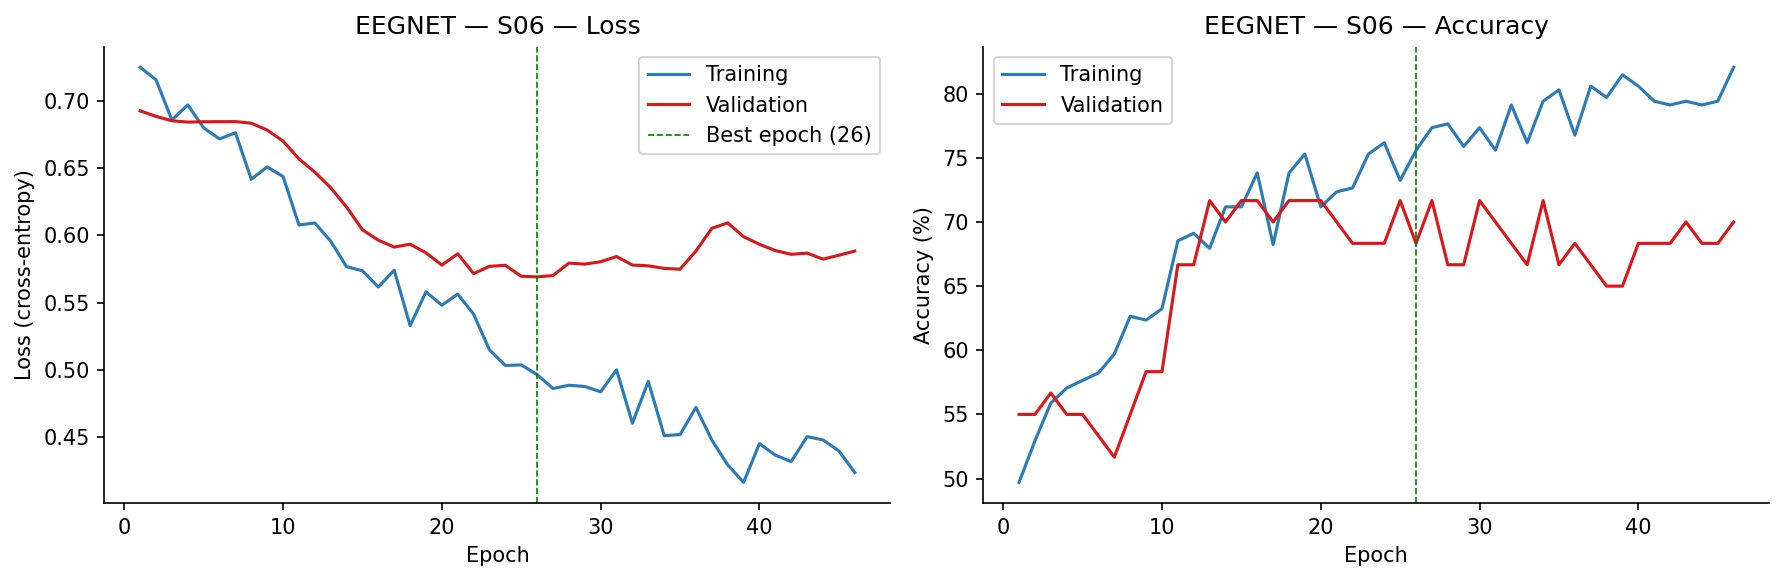 EEGNET — S06 — Loss
Training
Validation
Best epoch (26)
0.70
0.65
0.60
0.55
0.50
0.45
Loss (cross-entropy)
0 10 20 30 40
Epoch
EEGNET — S06 — Accuracy
Training
Validation
80
75
70
65
60
55
50
Accuracy (%)
0 10 20 30 40
Epoch